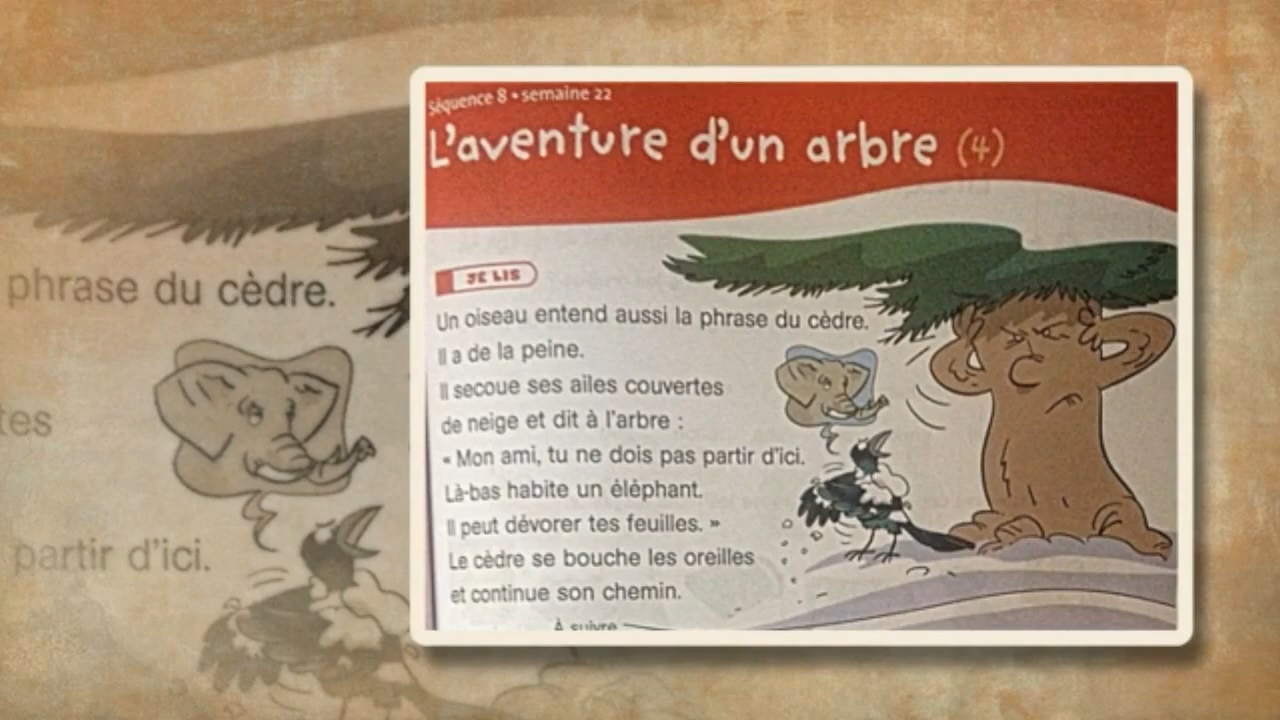 Séquence 8 • semaine 22
L'aventure d'un arbre (4)
JE LIS
Un oiseau entend aussi la phrase du cèdre.
Il a de la peine.
Il secoue ses ailes couvertes
de neige et dit à l'arbre :
« Mon ami, tu ne dois pas partir d'ici.
Là-bas habite un éléphant.
Il peut dévorer tes feuilles. »
Le cèdre se bouche les oreilles
et continue son chemin.
À suivre
phrase du cèdre.
tes
partir d'ici.